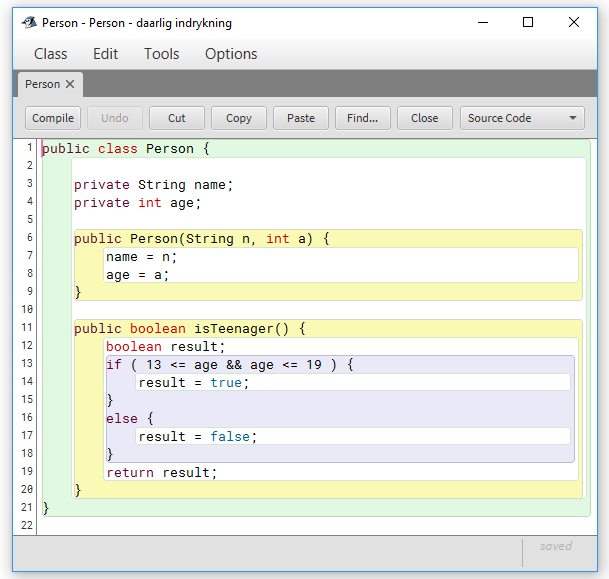 Person - Person - daarlig indrykning
Class Edit Tools Options
Person
Compile Undo Cut Copy Paste Find... Close Source Code
1 public class Person {
2
3 private String name;
4 private int age;
5
6 public Person(String n, int a) {
7 name = n;
8 age = a;
9 }
10
11 public boolean isTeenager() {
12 boolean result;
13 if ( 13 <= age && age <= 19 ) {
14 result = true;
15 }
16 else {
17 result = false;
18 }
19 return result;
20 }
21 }
22
saved